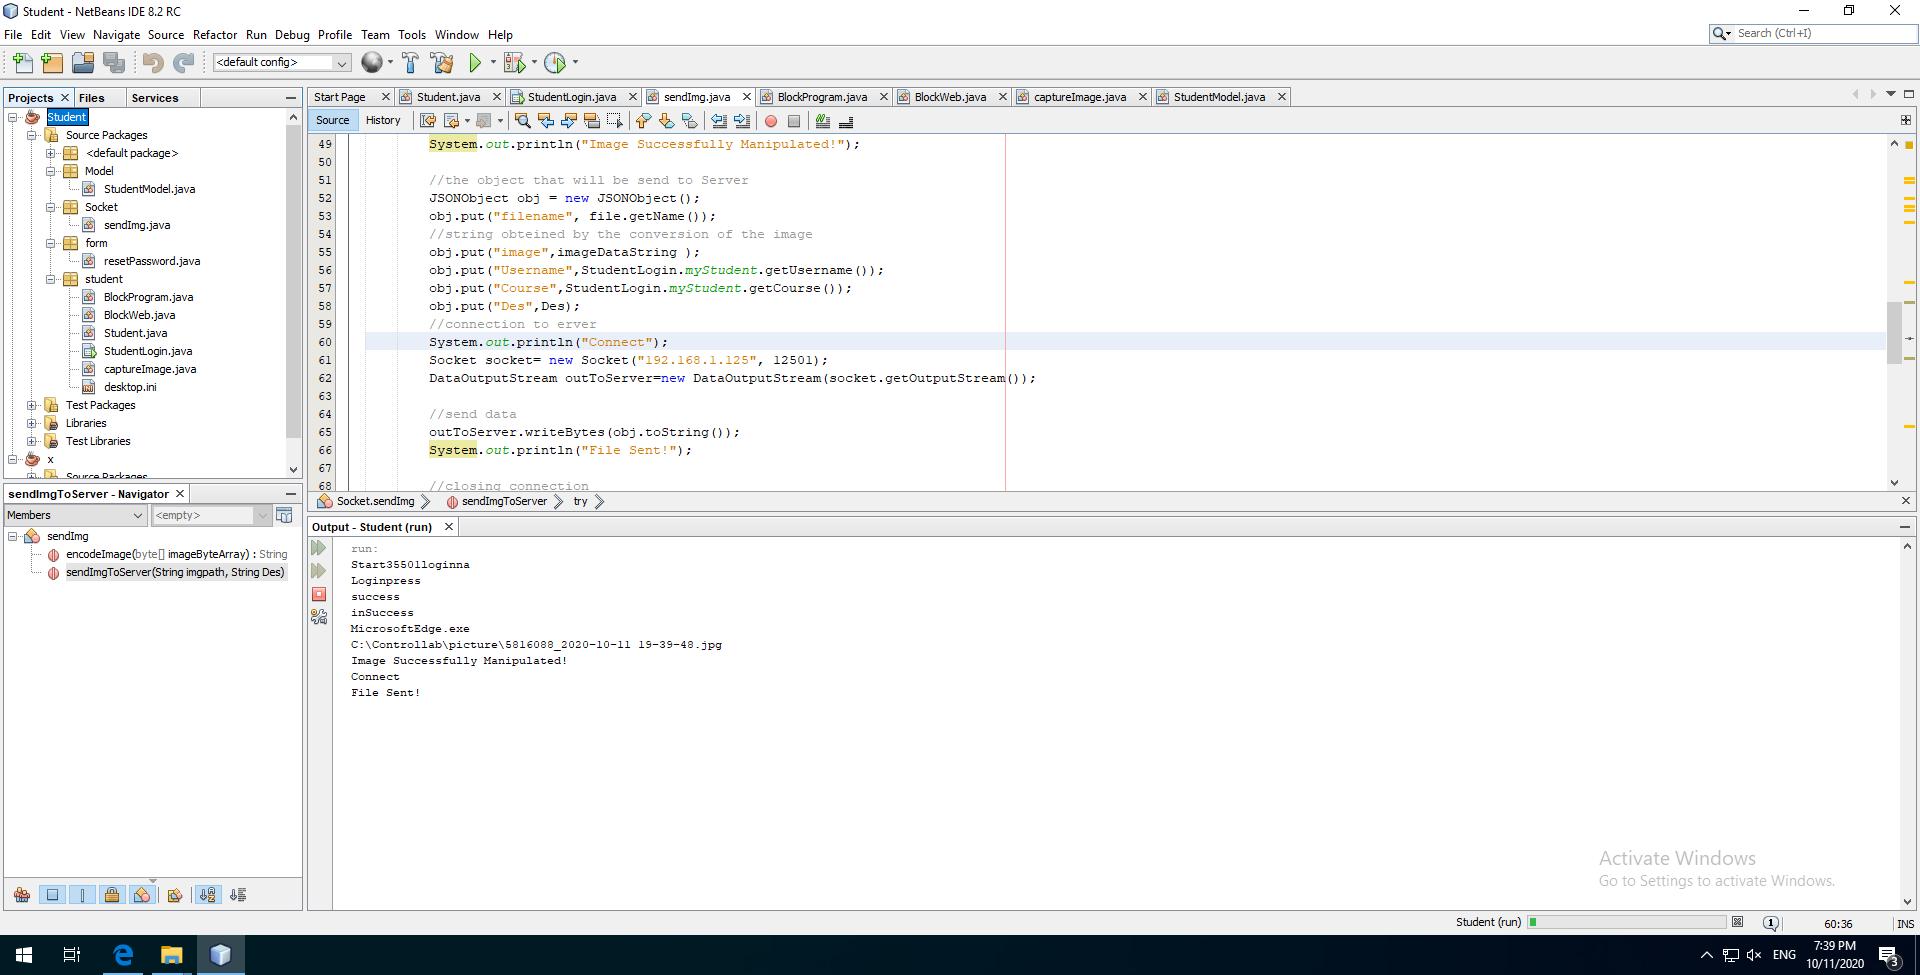 Student - NetBeans IDE 8.2 RC
File Edit View Navigate Source Refactor Run Debug Profile Team Tools Window Help
Search (Ctrl+I)
<default config>
Projects Files Services
Student
Source Packages
<default package>
Model
StudentModel.java
Socket
sendImg.java
form
resetPassword.java
student
BlockProgram.java
BlockWeb.java
Student.java
StudentLogin.java
captureImage.java
desktop.ini
Test Packages
Libraries
Test Libraries
x
Source Packages
sendImgToServer - Navigator
Members <empty>
sendImg
encodeImage(byte[] imageByteArray) : String
sendImgToServer(String imgpath, String Des)
Start Page Student.java StudentLogin.java sendImg.java BlockProgram.java BlockWeb.java captureImage.java StudentModel.java
Source History
49 System.out.println("Image Successfully Manipulated!");
50
51 //the object that will be send to Server
52 JSONObject obj = new JSONObject();
53 obj.put("filename", file.getName());
54 //string obteined by the conversion of the image
55 obj.put("image",imageDataString );
56 obj.put("Username",StudentLogin.myStudent.getUsername());
57 obj.put("Course",StudentLogin.myStudent.getCourse());
58 obj.put("Des",Des);
59 //connection to erver
60 System.out.println("Connect");
61 Socket socket= new Socket("192.168.1.125", 12501);
62 DataOutputStream outToServer=new DataOutputStream(socket.getOutputStream());
63
64 //send data
65 outToServer.writeBytes(obj.toString());
66 System.out.println("File Sent!");
67
68 //closing connection
Socket.sendImg sendImgToServer try
Output - Student (run)
run:
Start35501loginna
Loginpress
success
inSuccess
MicrosoftEdge.exe
C:\Controllab\picture\5816088_2020-10-11 19-39-48.jpg
Image Successfully Manipulated!
Connect
File Sent!
Activate Windows
Go to Settings to activate Windows.
Student (run) 1 60:36 INS
ENG 7:39 PM
10/11/2020 3